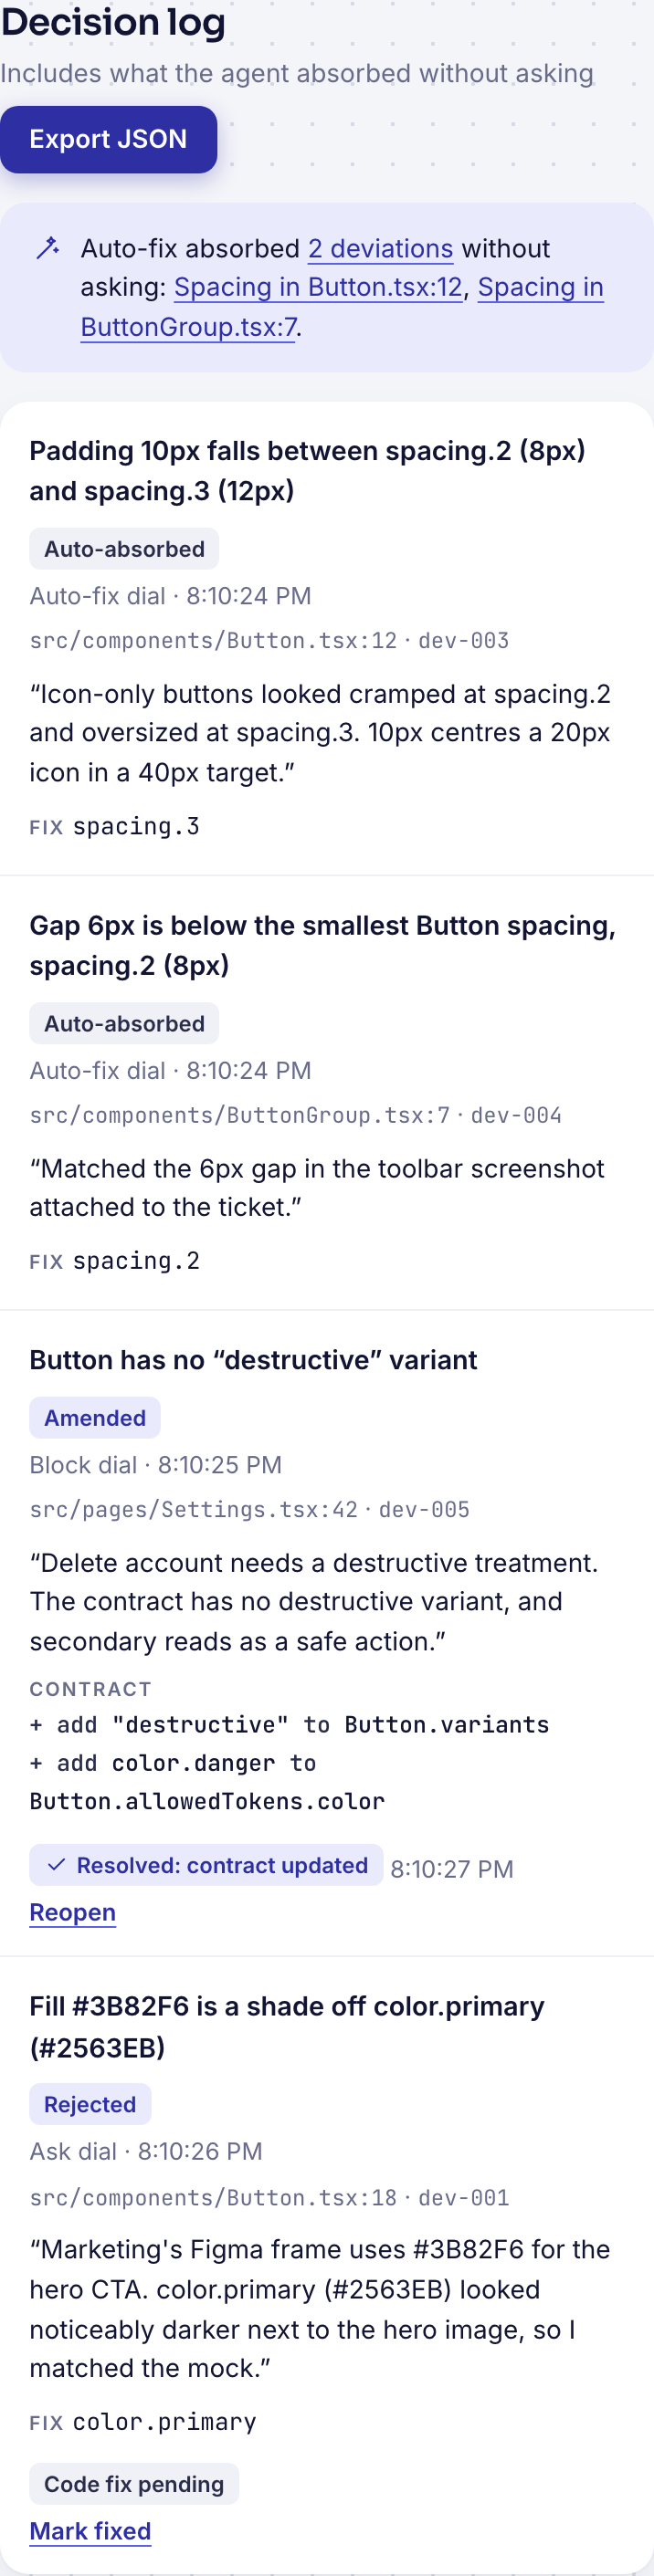 Decision log
Includes what the agent absorbed without asking
Export JSON
Auto-fix absorbed 2 deviations without
asking: Spacing in Button.tsx:12, Spacing in
ButtonGroup.tsx:7.
Padding 10px falls between spacing.2 (8px)
and spacing.3 (12px)
Auto-absorbed
Auto-fix dial · 8:10:24 PM
src/components/Button.tsx:12 · dev-003
“Icon-only buttons looked cramped at spacing.2
and oversized at spacing.3. 10px centres a 20px
icon in a 40px target.”
FIX spacing.3
Gap 6px is below the smallest Button spacing,
spacing.2 (8px)
Auto-absorbed
Auto-fix dial · 8:10:24 PM
src/components/ButtonGroup.tsx:7 · dev-004
“Matched the 6px gap in the toolbar screenshot
attached to the ticket.”
FIX spacing.2
Button has no “destructive” variant
Amended
Block dial · 8:10:25 PM
src/pages/Settings.tsx:42 · dev-005
“Delete account needs a destructive treatment.
The contract has no destructive variant, and
secondary reads as a safe action.”
CONTRACT
+ add "destructive" to Button.variants
+ add color.danger to
Button.allowedTokens.color
Resolved: contract updated 8:10:27 PM
Reopen
Fill #3B82F6 is a shade off color.primary
(#2563EB)
Rejected
Ask dial · 8:10:26 PM
src/components/Button.tsx:18 · dev-001
“Marketing's Figma frame uses #3B82F6 for the
hero CTA. color.primary (#2563EB) looked
noticeably darker next to the hero image, so I
matched the mock.”
FIX color.primary
Code fix pending
Mark fixed